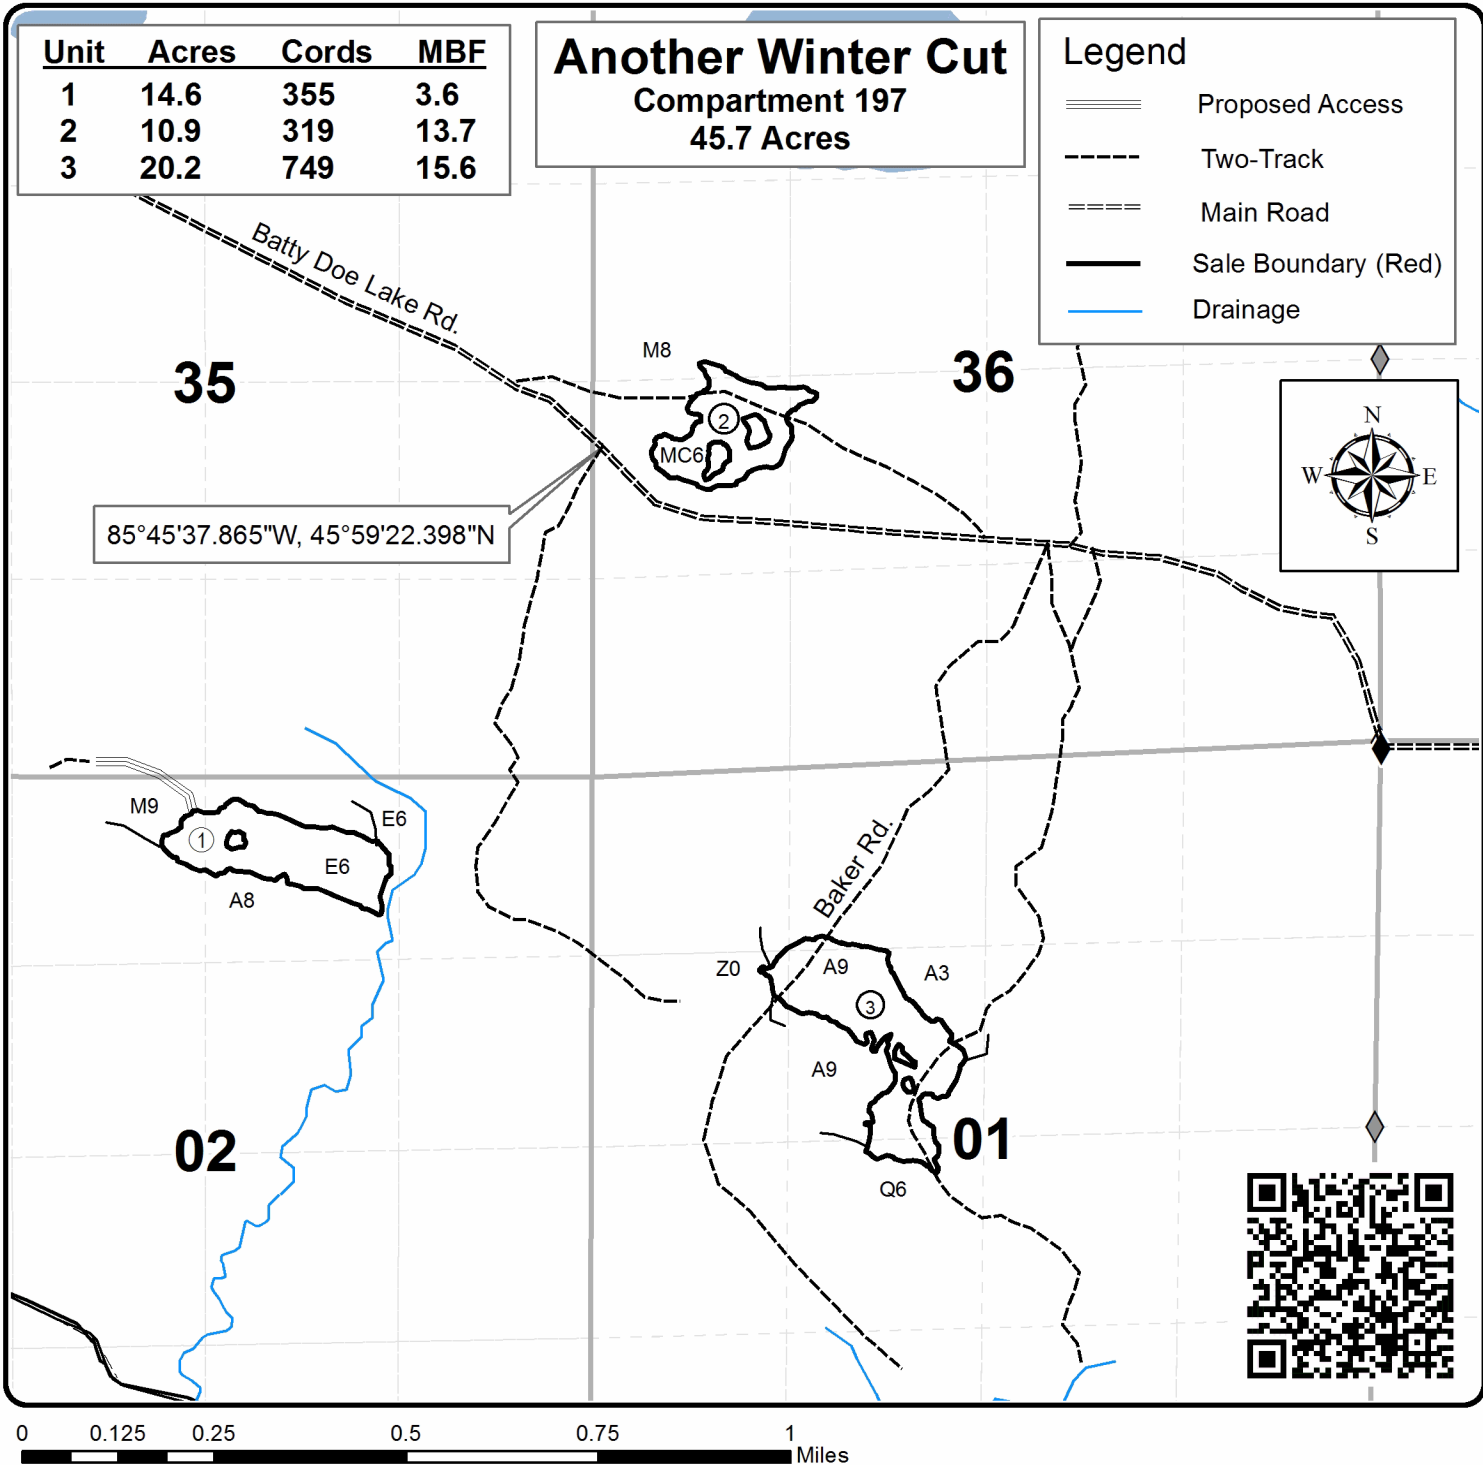 Unit Acres Cords MBF
1 14.6 355 3.6
2 10.9 319 13.7
3 20.2 749 15.6
Another Winter Cut
Compartment 197
45.7 Acres
Legend
Proposed Access
Two-Track
Main Road
Sale Boundary (Red)
Drainage
Batty Doe Lake Rd.
35
M8
36
2
MC6
N
W E
S
85°45'37.865"W, 45°59'22.398"N
M9
E6
1
E6
A8
Baker Rd.
Z0
A9
A3
3
A9
02
01
Q6
0 0.125 0.25 0.5 0.75 1
Miles